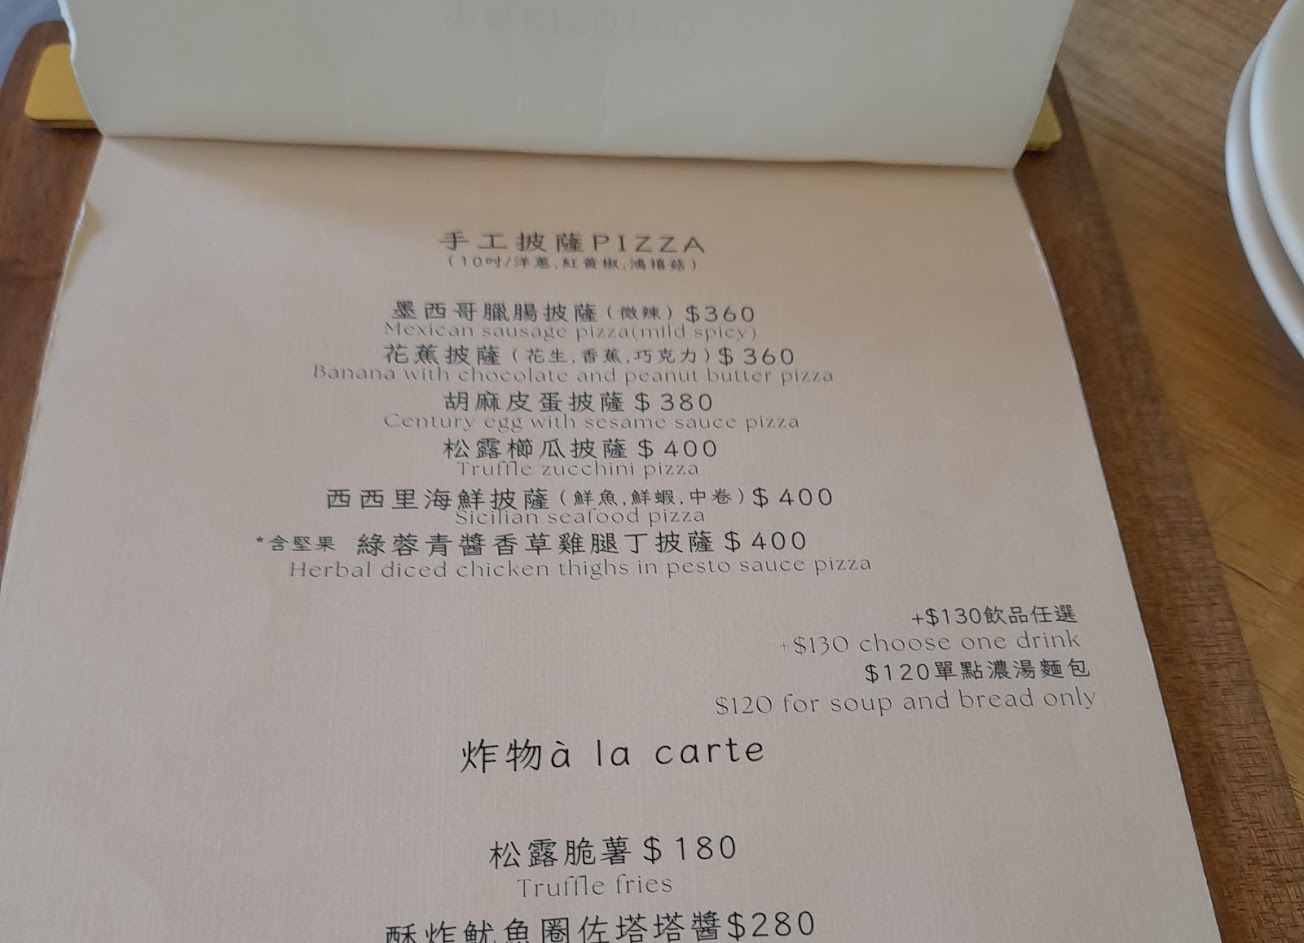 手工披薩PIZZA
(10吋/洋蔥,紅黃椒,鴻禧菇)
墨西哥臘腸披薩(微辣)$360
Mexican sausage pizza(mild spicy)
花蕉披薩(花生,香蕉,巧克力)$360
Banana with chocolate and peanut butter pizza
胡麻皮蛋披薩$380
Century egg with sesame sauce pizza
松露櫛瓜披薩$400
Truffle zucchini pizza
西西里海鮮披薩(鮮魚,鮮蝦,中卷)$400
Sicilian seafood pizza
*含堅果 綠蓉青醬香草雞腿丁披薩$400
Herbal diced chicken thighs in pesto sauce pizza
+$130飲品任選
+$130 choose one drink
$120單點濃湯麵包
$120 for soup and bread only
炸物à la carte
松露脆薯$180
Truffle fries
酥炸魷魚圈佐塔塔醬$280